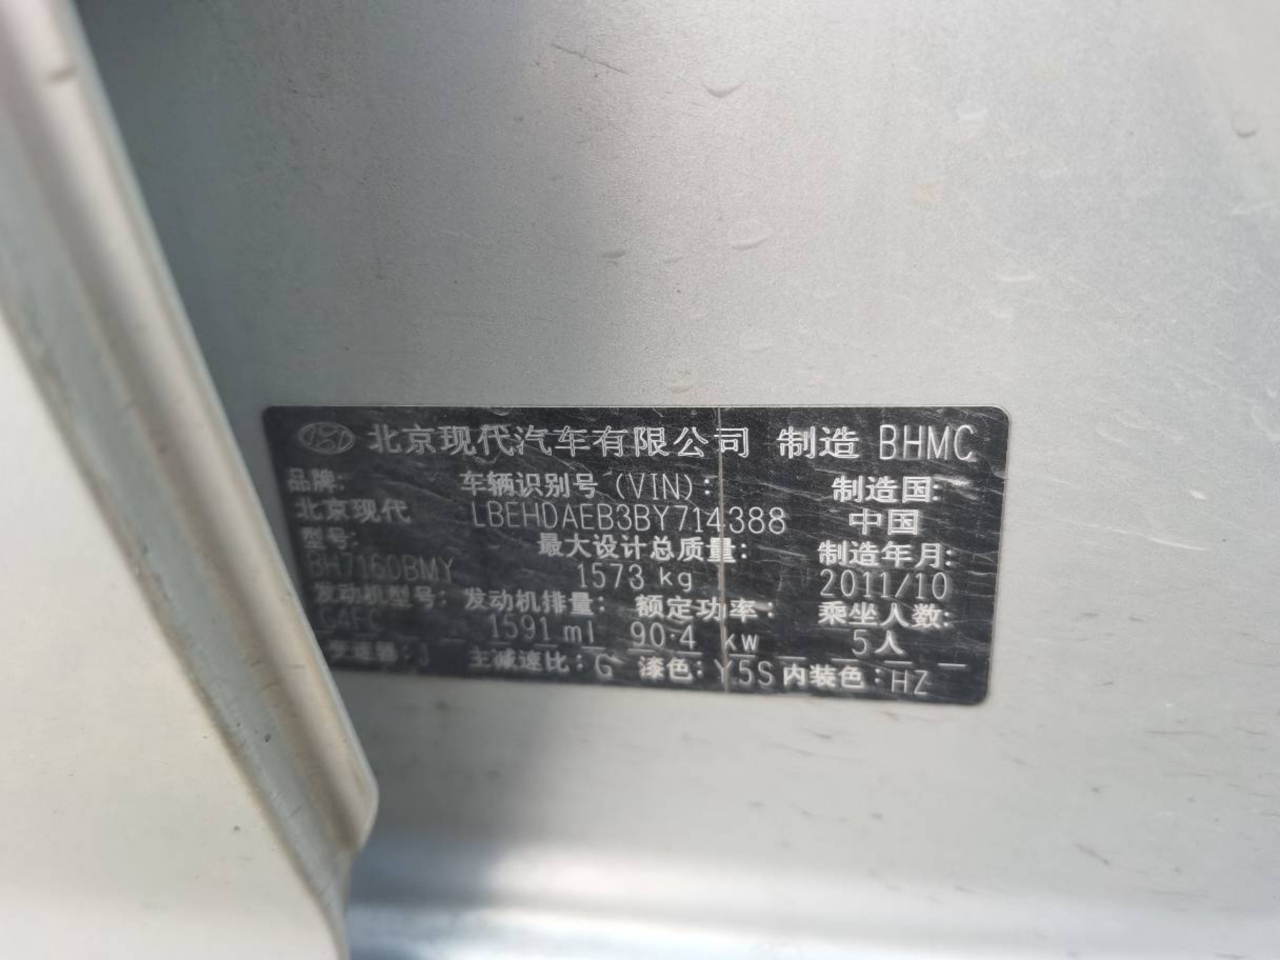 北京现代汽车有限公司 制造 BHMC
品牌: 车辆识别号 (VIN): 制造国:
北京现代 LBEHDAEB3BY714388 中国
型号: 最大设计总质量: 制造年月:
BH7160BMY 1573 kg 2011/10
发动机型号: 发动机排量: 额定功率: 乘坐人数:
G4FC 1591 ml 90.4 kw 5人
变速器: J 主减速比: G 漆色: Y5S 内装色: HZ